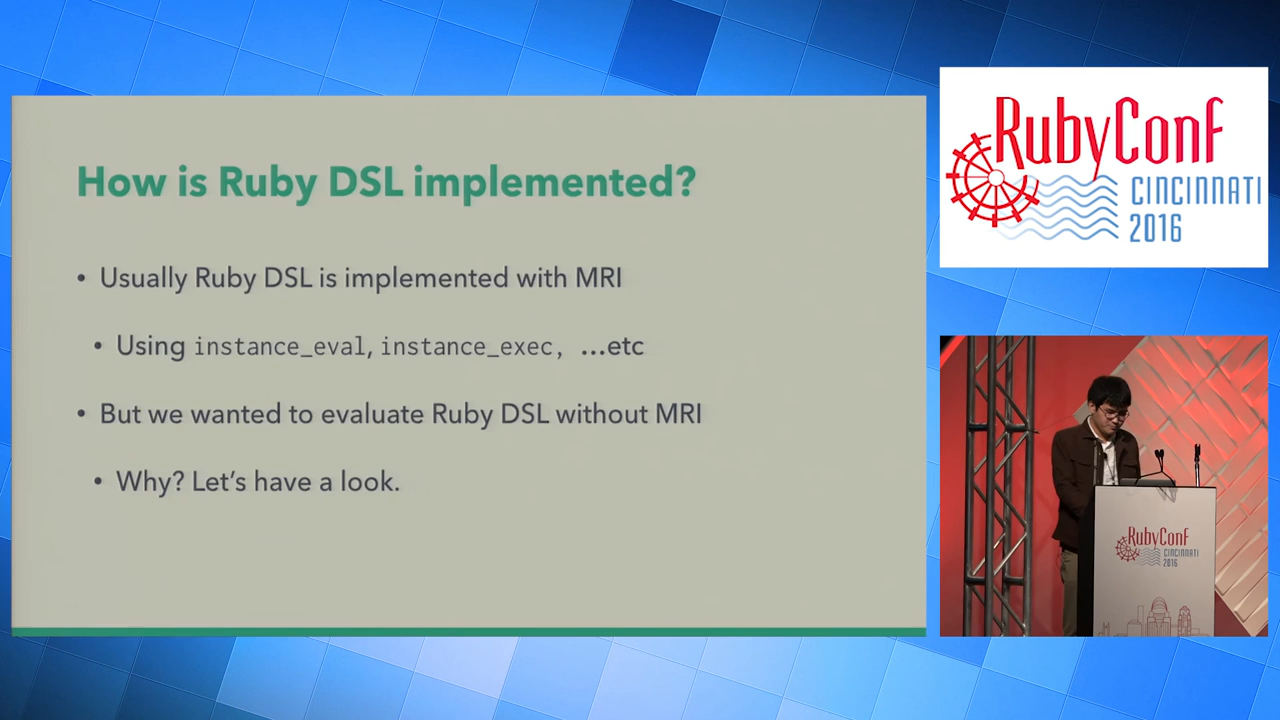 How is Ruby DSL implemented?
• Usually Ruby DSL is implemented with MRI
• Using instance_eval, instance_exec, …etc
• But we wanted to evaluate Ruby DSL without MRI
• Why? Let's have a look.
RubyConf
CINCINNATI
2016
RubyConf
CINCINNATI
2016